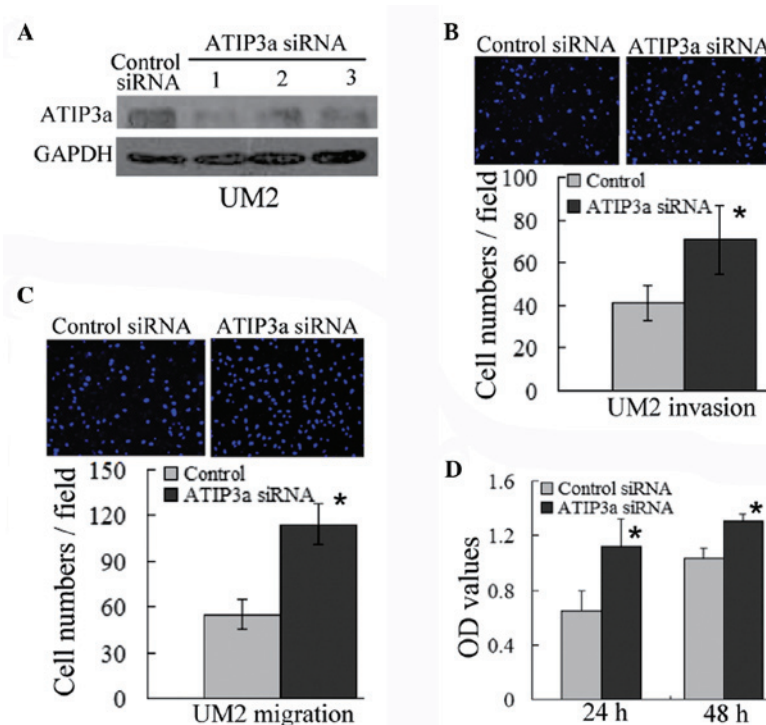 A
ATIP3a siRNA
Control
siRNA
1 2 3
ATIP3a
GAPDH
UM2
B
Control siRNA ATIP3a siRNA
Cell numbers / field
100
80
60
40
20
0
Control
ATIP3a siRNA
*
UM2 invasion
C
Control siRNA ATIP3a siRNA
Cell numbers / field
150
120
90
60
30
0
Control
ATIP3a siRNA
*
UM2 migration
D
OD values
1.6
1.2
0.8
0.4
0
Control siRNA
ATIP3a siRNA
*
*
24 h 48 h